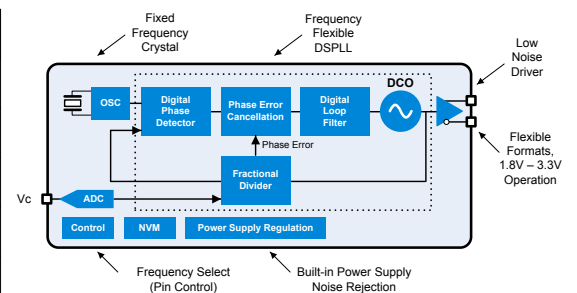 Fixed
Frequency
Crystal
Frequency
Flexible
DSPLL
Low
Noise
Driver
OSC
Digital
Phase
Detector
Phase Error
Cancellation
Digital
Loop
Filter
DCO
Phase Error
Fractional
Divider
Flexible
Formats,
1.8V – 3.3V
Operation
Vc
ADC
Control
NVM
Power Supply Regulation
Frequency Select
(Pin Control)
Built-in Power Supply
Noise Rejection